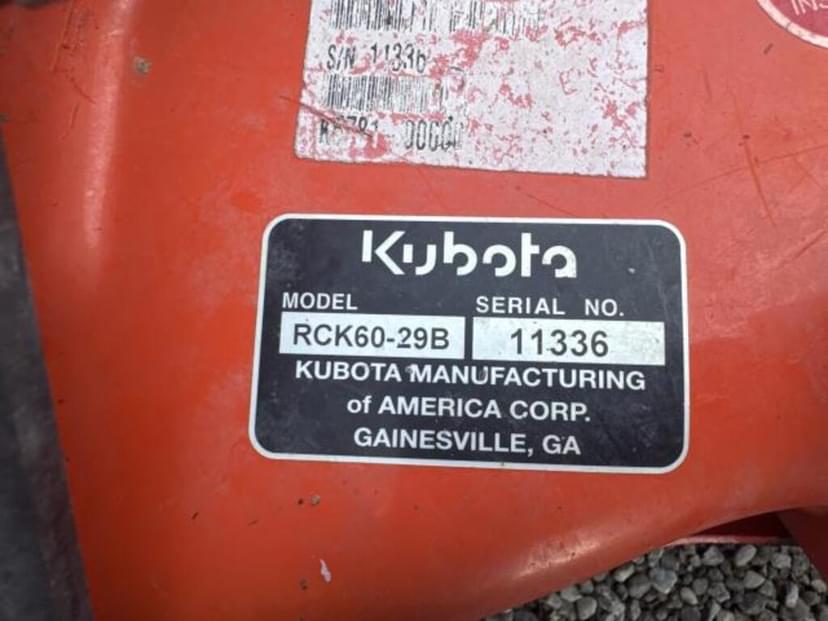 S/N 11336
Kubota
MODEL SERIAL NO.
RCK60-29B 11336
KUBOTA MANUFACTURING
of AMERICA CORP.
GAINESVILLE, GA